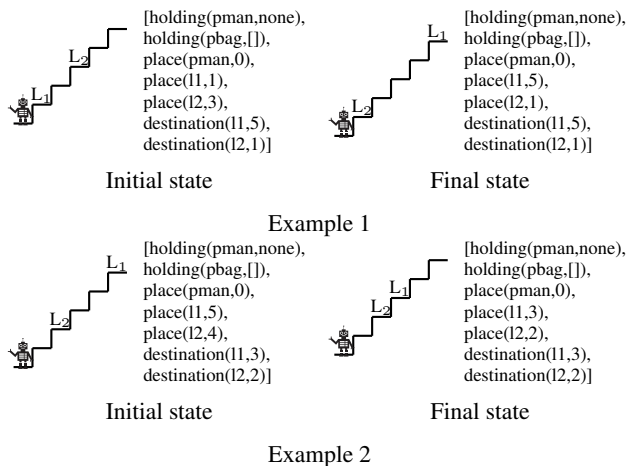 L₁
L₂
[holding(pman,none),
holding(pbag,[]),
place(pman,0),
place(l1,1),
place(l2,3),
destination(l1,5),
destination(l2,1)]
Initial state
L₁
L₂
[holding(pman,none),
holding(pbag,[]),
place(pman,0),
place(l1,5),
place(l2,1),
destination(l1,5),
destination(l2,1)]
Final state
Example 1
L₁
L₂
[holding(pman,none),
holding(pbag,[]),
place(pman,0),
place(l1,5),
place(l2,4),
destination(l1,3),
destination(l2,2)]
Initial state
L₁
L₂
[holding(pman,none),
holding(pbag,[]),
place(pman,0),
place(l1,3),
place(l2,2),
destination(l1,3),
destination(l2,2)]
Final state
Example 2